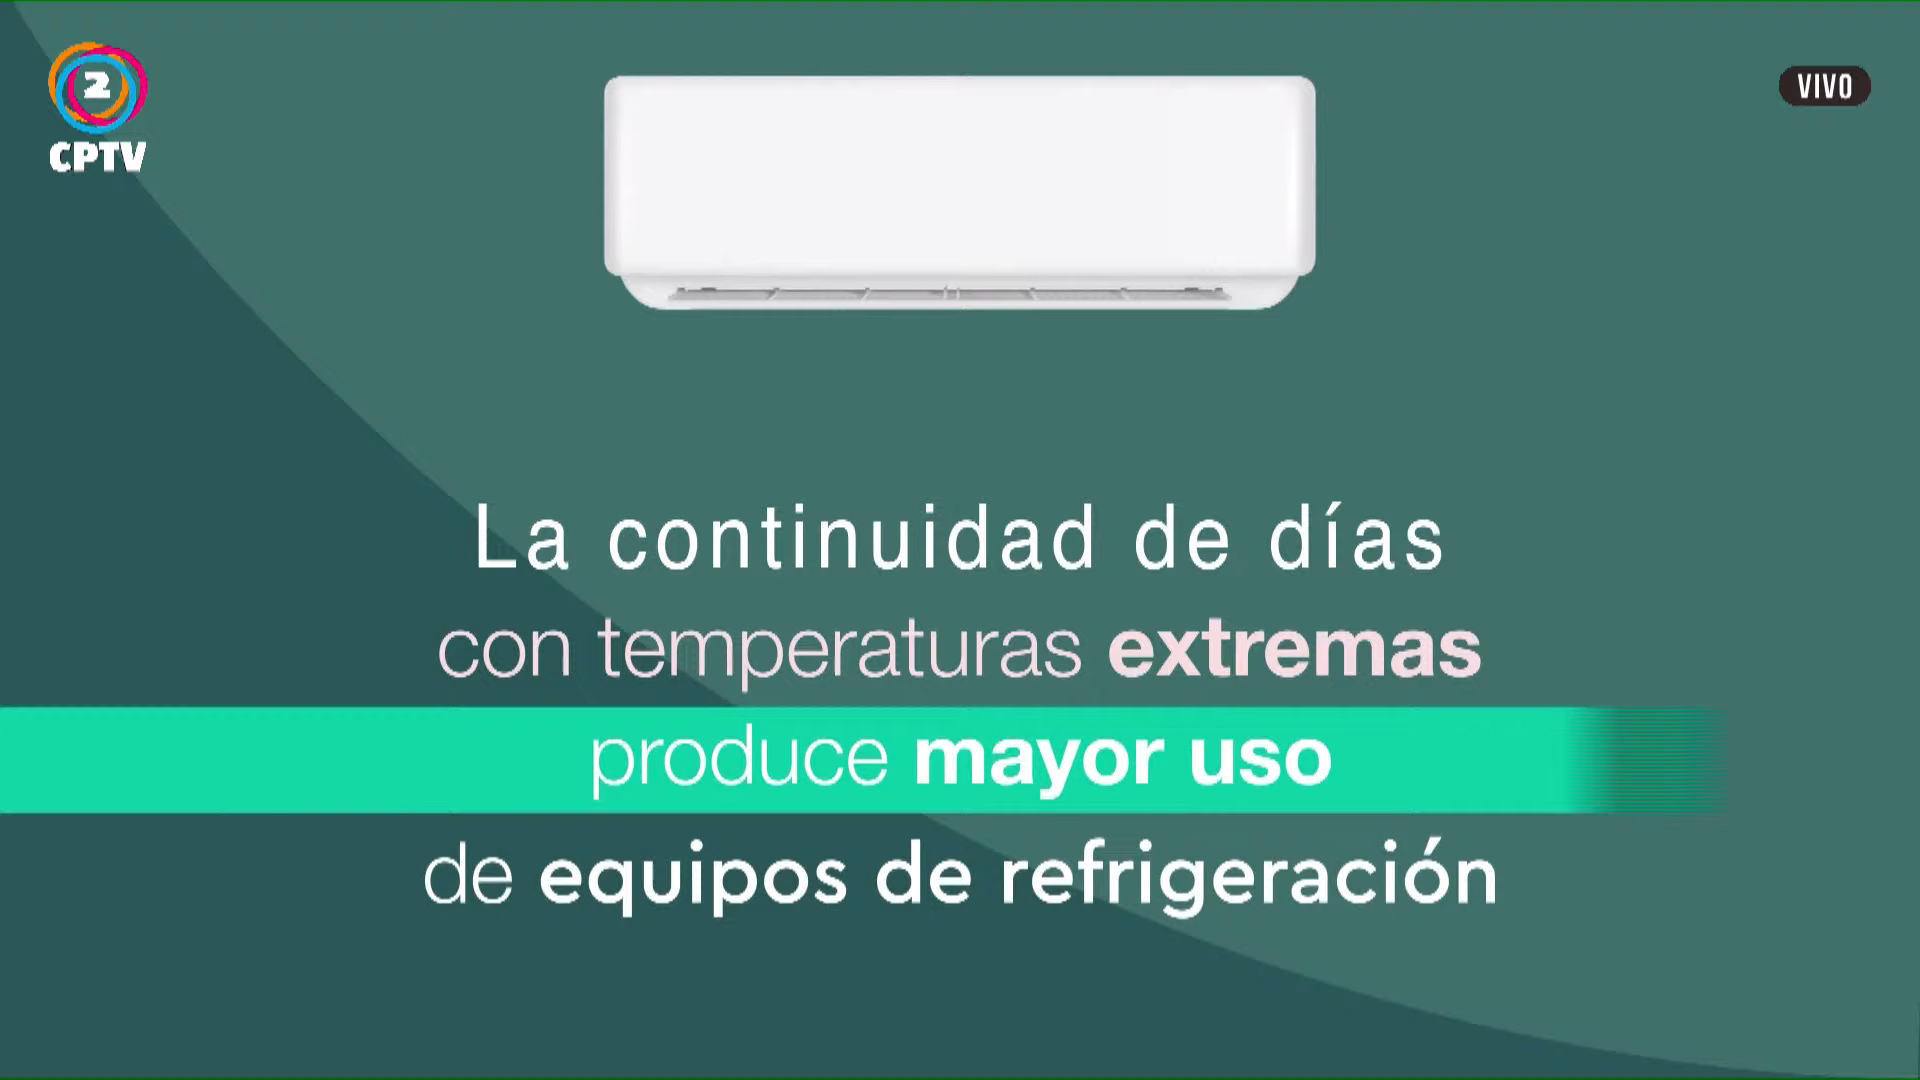 2
CPTV
VIVO
La continuidad de días
con temperaturas extremas
produce mayor uso
de equipos de refrigeración